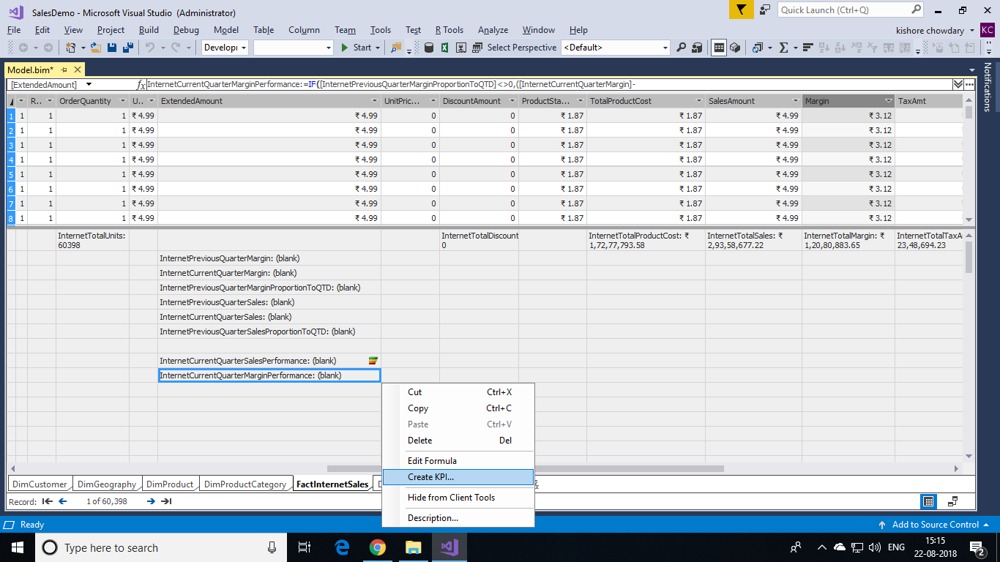 SalesDemo - Microsoft Visual Studio (Administrator)
Quick Launch (Ctrl+Q)
File Edit View Project Build Debug Model Table Column Team Tools Test R Tools Analyze Window Help
kishore chowdary KC
Developı Start Select Perspective <Default>
Model.bim*
Notifications
[ExtendedAmount] fx InternetCurrentQuarterMarginPerformance:=IF([InternetPreviousQuarterMarginProportionToQTD]<>0,([InternetCurrentQuarterMargin]-
R... OrderQuantity U... ExtendedAmount UnitPric... DiscountAmount ProductSta... TotalProductCost SalesAmount Margin TaxAmt
1 1 1 1 ₹ 4.99 ₹ 4.99 0 0 ₹ 1.87 ₹ 1.87 ₹ 4.99 ₹ 3.12
2 1 1 1 ₹ 4.99 ₹ 4.99 0 0 ₹ 1.87 ₹ 1.87 ₹ 4.99 ₹ 3.12
3 1 1 1 ₹ 4.99 ₹ 4.99 0 0 ₹ 1.87 ₹ 1.87 ₹ 4.99 ₹ 3.12
4 1 1 1 ₹ 4.99 ₹ 4.99 0 0 ₹ 1.87 ₹ 1.87 ₹ 4.99 ₹ 3.12
5 1 1 1 ₹ 4.99 ₹ 4.99 0 0 ₹ 1.87 ₹ 1.87 ₹ 4.99 ₹ 3.12
6 1 1 1 ₹ 4.99 ₹ 4.99 0 0 ₹ 1.87 ₹ 1.87 ₹ 4.99 ₹ 3.12
7 1 1 1 ₹ 4.99 ₹ 4.99 0 0 ₹ 1.87 ₹ 1.87 ₹ 4.99 ₹ 3.12
8 1 1 1 ₹ 4.99 ₹ 4.99 0 0 ₹ 1.87 ₹ 1.87 ₹ 4.99 ₹ 3.12
InternetTotalUnits: InternetTotalDiscount InternetTotalProductCost: ₹ InternetTotalSales: ₹ InternetTotalMargin: ₹ InternetTotalTaxA
60398 0 1,72,77,793.58 2,93,58,677.22 1,20,80,883.65 23,48,694.23
InternetPreviousQuarterMargin: (blank)
InternetCurrentQuarterMargin: (blank)
InternetPreviousQuarterMarginProportionToQTD: (blank)
InternetPreviousQuarterSales: (blank)
InternetCurrentQuarterSales: (blank)
InternetPreviousQuarterSalesProportionToQTD: (blank)
InternetCurrentQuarterSalesPerformance: (blank)
InternetCurrentQuarterMarginPerformance: (blank)
Cut Ctrl+X
Copy Ctrl+C
Paste Ctrl+V
Delete Del
Edit Formula
Create KPI...
Hide from Client Tools
Description...
DimCustomer DimGeography DimProduct DimProductCategory FactInternetSales
Record: 1 of 60,398
Ready
Add to Source Control
Type here to search
ENG
15:15
22-08-2018
2